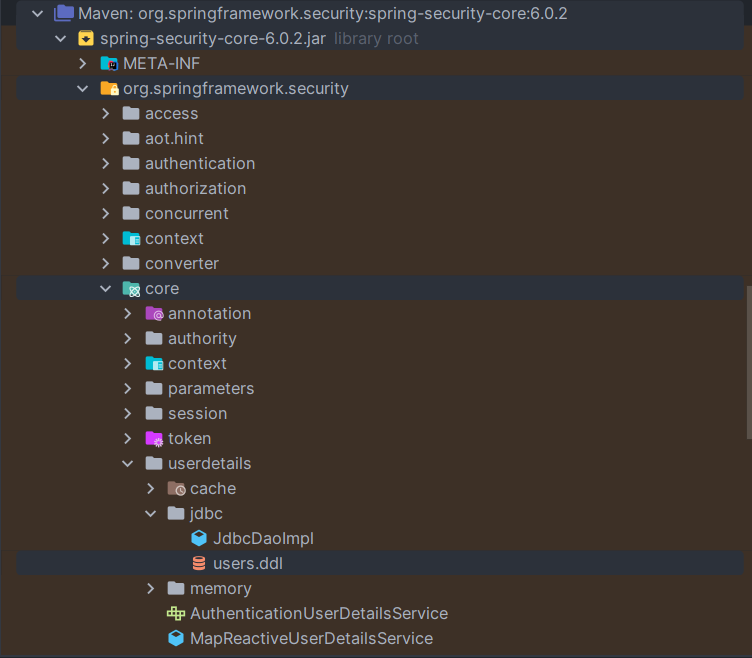 Maven: org.springframework.security:spring-security-core:6.0.2
spring-security-core-6.0.2.jar library root
META-INF
org.springframework.security
access
aot.hint
authentication
authorization
concurrent
context
converter
core
annotation
authority
context
parameters
session
token
userdetails
cache
jdbc
JdbcDaoImpl
users.ddl
memory
AuthenticationUserDetailsService
MapReactiveUserDetailsService